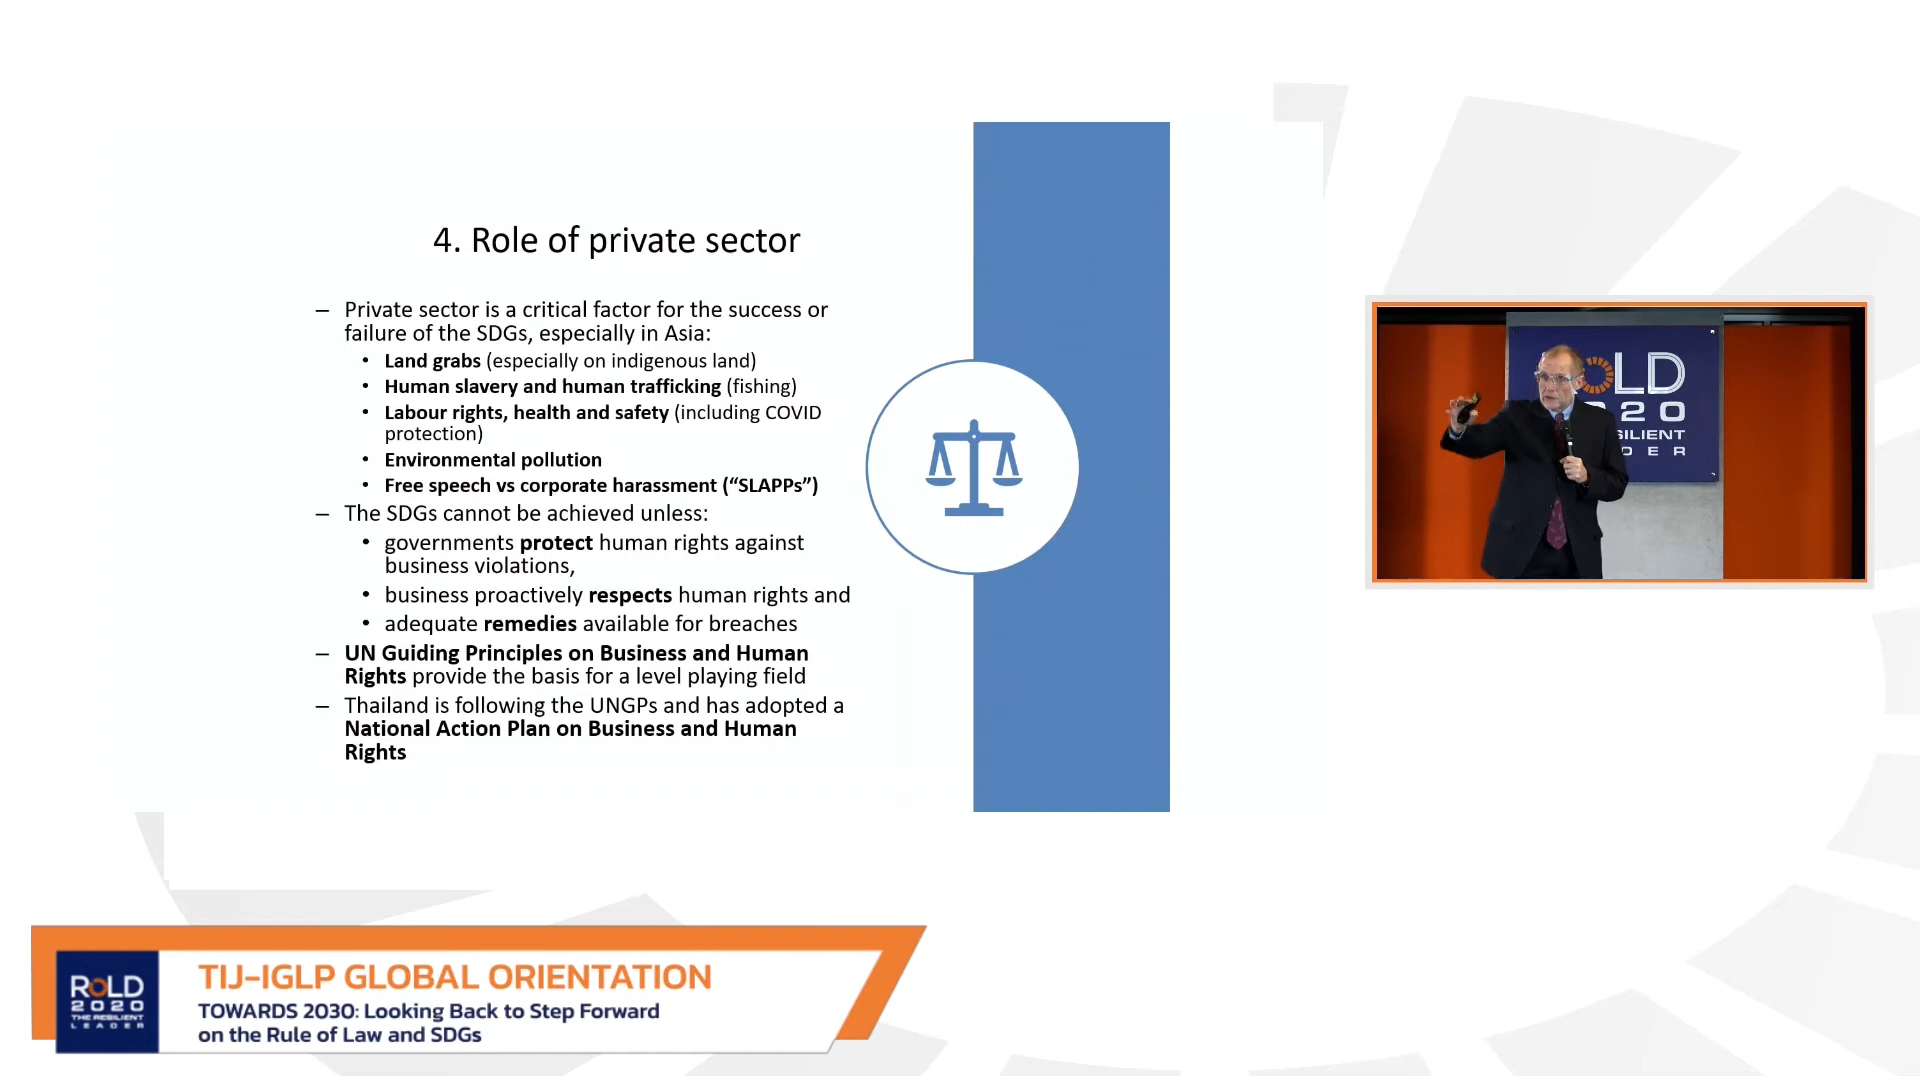 4. Role of private sector
– Private sector is a critical factor for the success or
failure of the SDGs, especially in Asia:
• Land grabs (especially on indigenous land)
• Human slavery and human trafficking (fishing)
• Labour rights, health and safety (including COVID
protection)
• Environmental pollution
• Free speech vs corporate harassment (“SLAPPs”)
– The SDGs cannot be achieved unless:
• governments protect human rights against
business violations,
• business proactively respects human rights and
• adequate remedies available for breaches
– UN Guiding Principles on Business and Human
Rights provide the basis for a level playing field
– Thailand is following the UNGPs and has adopted a
National Action Plan on Business and Human
Rights
OLD
20
SILIENT
DER
RoLD
2020
THE RESILIENT
LEADER
TIJ-IGLP GLOBAL ORIENTATION
TOWARDS 2030: Looking Back to Step Forward
on the Rule of Law and SDGs